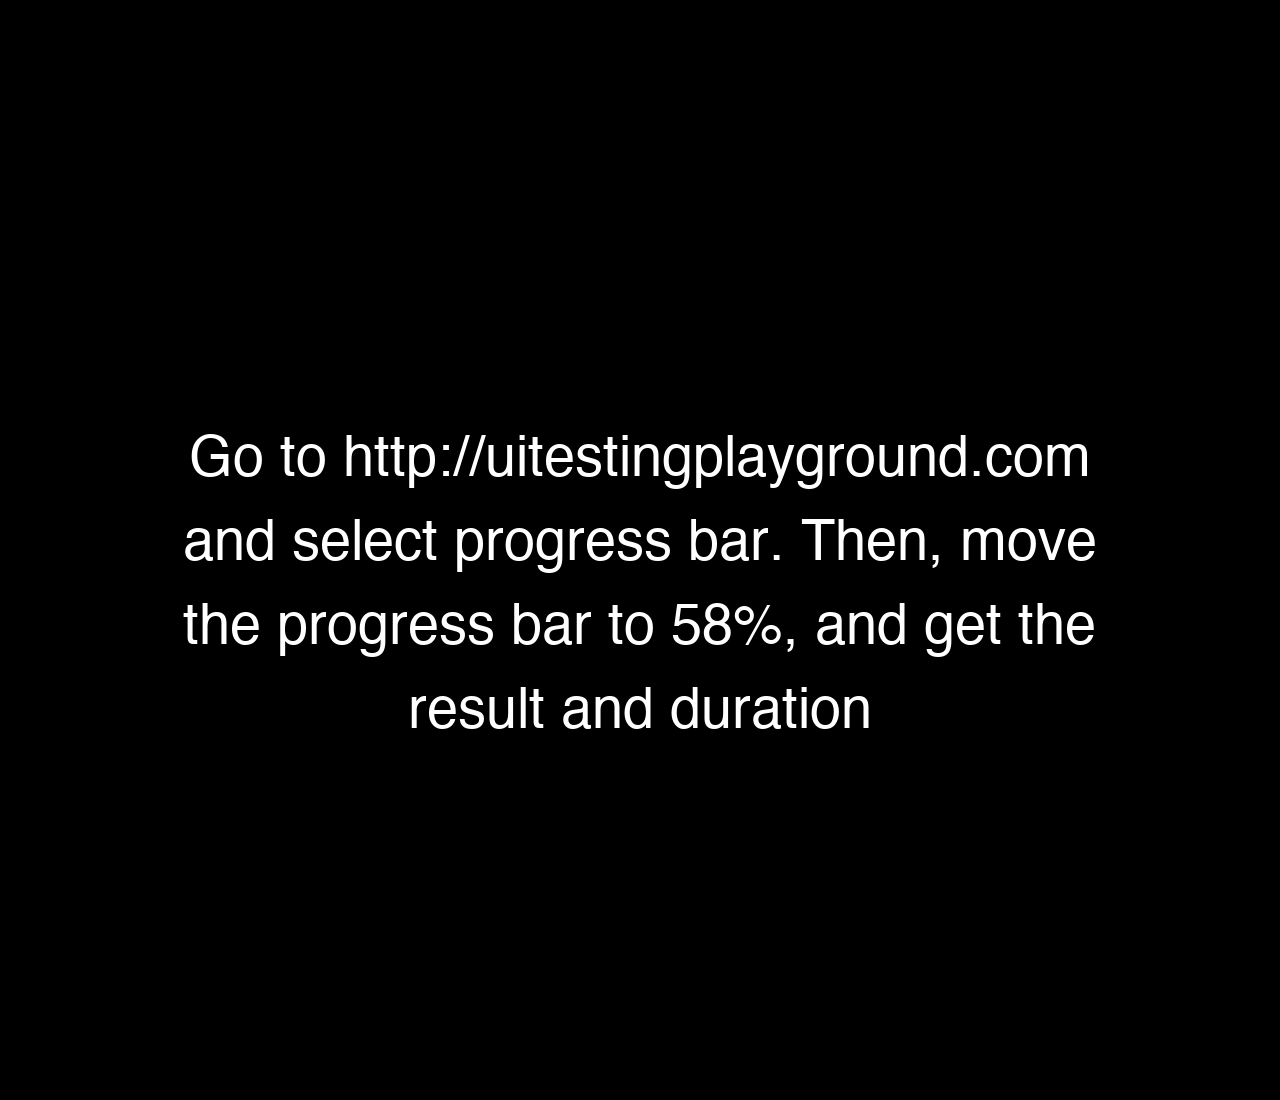 Go to http://uitestingplayground.com
and select progress bar. Then, move
the progress bar to 58%, and get the
result and duration